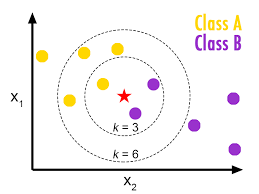 Class A
Class B
X1
k = 3
k = 6
X2